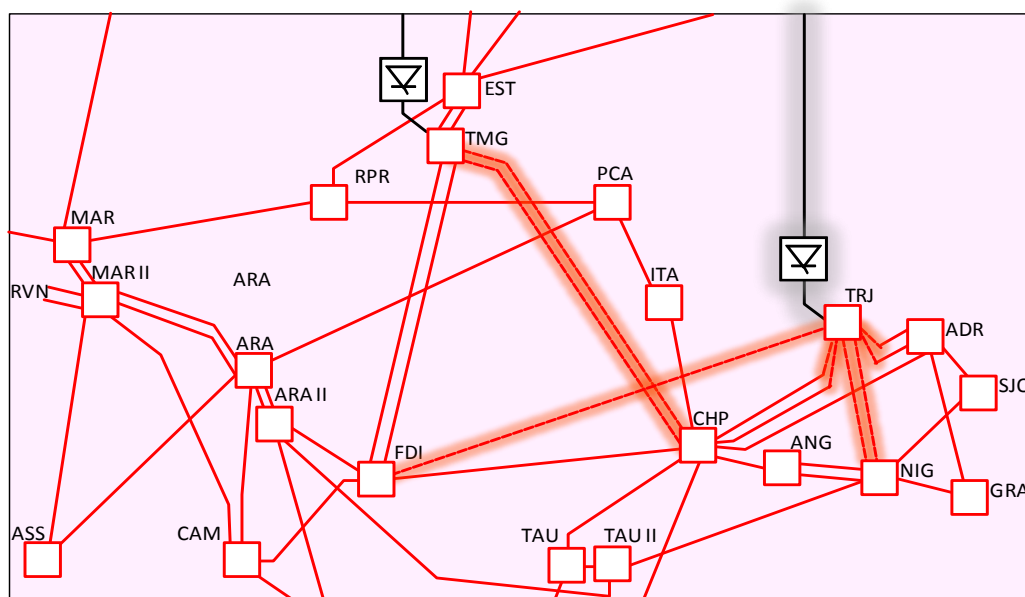 EST
TMG
RPR
PCA
MAR
MAR II
RVN
ARA
ITA
TRJ
ARA
ADR
ARA II
SJC
CHP
FDI
ANG
NIG
GRA
ASS
CAM
TAU
TAU II